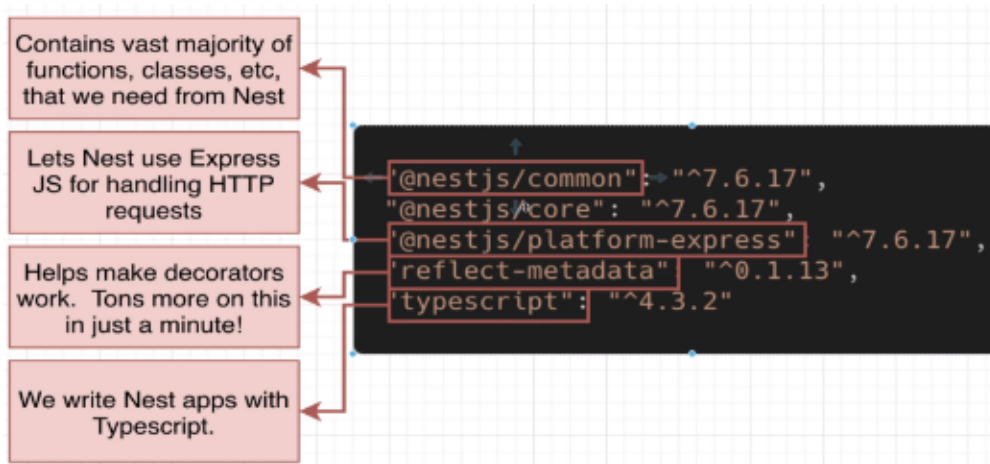 Contains vast majority of
functions, classes, etc,
that we need from Nest
Lets Nest use Express
JS for handling HTTP
requests
Helps make decorators
work. Tons more on this
in just a minute!
We write Nest apps with
Typescript.
"@nestjs/common": "^7.6.17",
"@nestjs/core": "^7.6.17",
"@nestjs/platform-express": "^7.6.17",
"reflect-metadata": "^0.1.13",
"typescript": "^4.3.2"